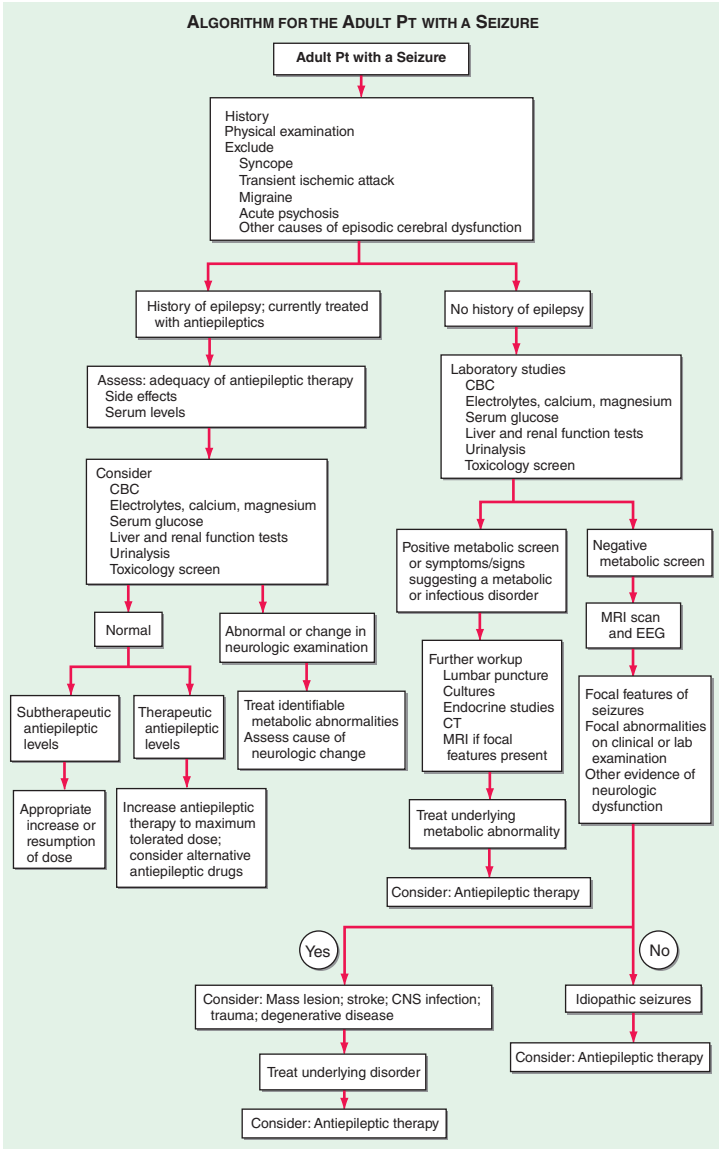 ALGORITHM FOR THE ADULT PT WITH A SEIZURE
Adult Pt with a Seizure
History
Physical examination
Exclude
Syncope
Transient ischemic attack
Migraine
Acute psychosis
Other causes of episodic cerebral dysfunction
History of epilepsy; currently treated
with antiepileptics
No history of epilepsy
Assess: adequacy of antiepileptic therapy
Side effects
Serum levels
Laboratory studies
CBC
Electrolytes, calcium, magnesium
Serum glucose
Liver and renal function tests
Urinalysis
Toxicology screen
Consider
CBC
Electrolytes, calcium, magnesium
Serum glucose
Liver and renal function tests
Urinalysis
Toxicology screen
Positive metabolic screen
or symptoms/signs
suggesting a metabolic
or infectious disorder
Negative
metabolic screen
Normal
Abnormal or change in
neurologic examination
MRI scan
and EEG
Further workup
Lumbar puncture
Cultures
Endocrine studies
CT
MRI if focal
features present
Subtherapeutic
antiepileptic
levels
Therapeutic
antiepileptic
levels
Treat identifiable
metabolic abnormalities
Assess cause of
neurologic change
Focal features of
seizures
Focal abnormalities
on clinical or lab
examination
Other evidence of
neurologic
dysfunction
Appropriate
increase or
resumption
of dose
Increase antiepileptic
therapy to maximum
tolerated dose;
consider alternative
antiepileptic drugs
Treat underlying
metabolic abnormality
Consider: Antiepileptic therapy
Yes
No
Consider: Mass lesion; stroke; CNS infection;
trauma; degenerative disease
Idiopathic seizures
Treat underlying disorder
Consider: Antiepileptic therapy
Consider: Antiepileptic therapy